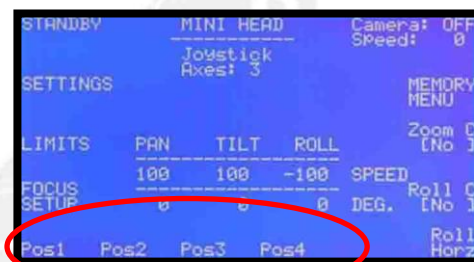 STANDBY MINI HEAD Camera: OFF
Speed: 0
Joystick
Axes: 3
SETTINGS MEMORY
MENU
Zoom
LIMITS PAN TILT ROLL [No
100 100 -100 SPEED
FOCUS Roll
SETUP 0 0 0 DEG. [No
Roll
Pos1 Pos2 Pos3 Pos4 Horz